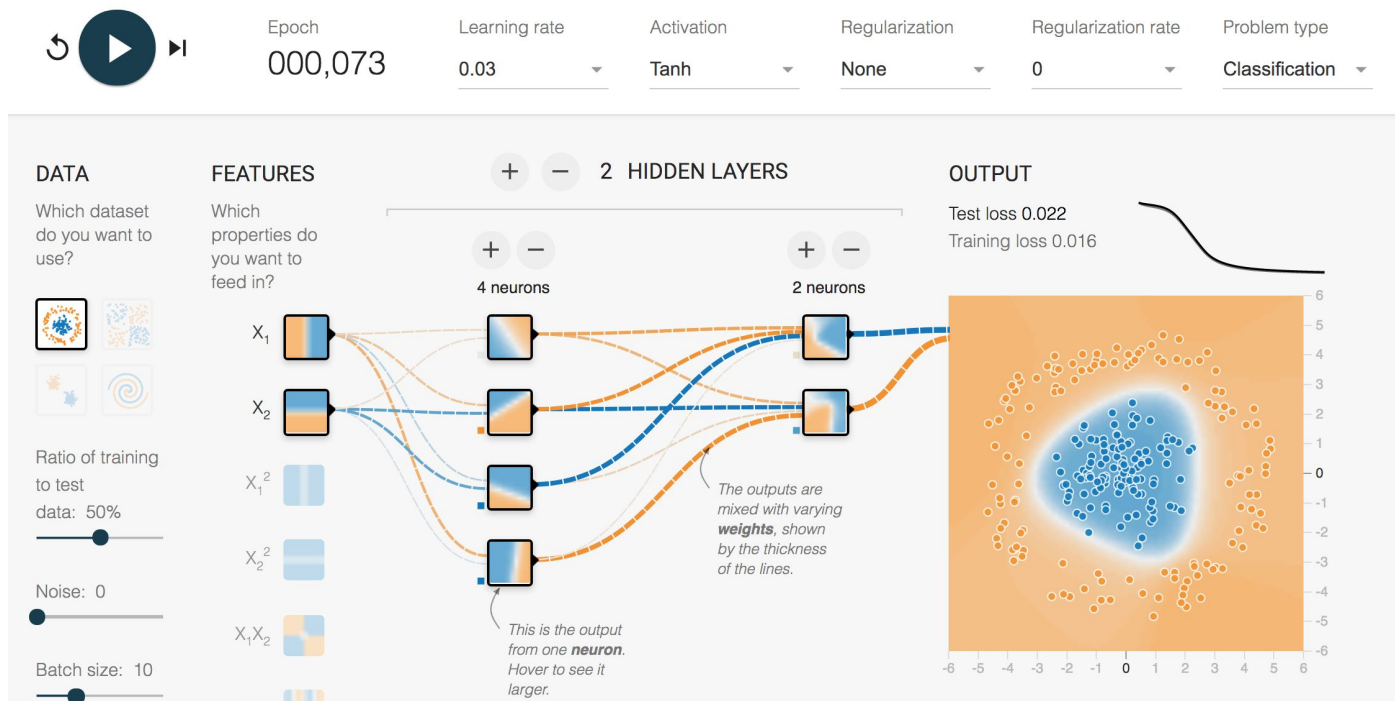 Epoch
000,073
Learning rate
0.03
Activation
Tanh
Regularization
None
Regularization rate
0
Problem type
Classification
DATA
Which dataset
do you want to
use?
Ratio of training
to test
data: 50%
Noise: 0
Batch size: 10
FEATURES
Which
properties do
you want to
feed in?
X₁
X₂
X₁²
X₂²
X₁X₂
+ − 2 HIDDEN LAYERS
+ −
4 neurons
+ −
2 neurons
This is the output
from one neuron.
Hover to see it
larger.
The outputs are
mixed with varying
weights, shown
by the thickness
of the lines.
OUTPUT
Test loss 0.022
Training loss 0.016
6
5
4
3
2
1
0
-1
-2
-3
-4
-5
-6
-6 -5 -4 -3 -2 -1 0 1 2 3 4 5 6